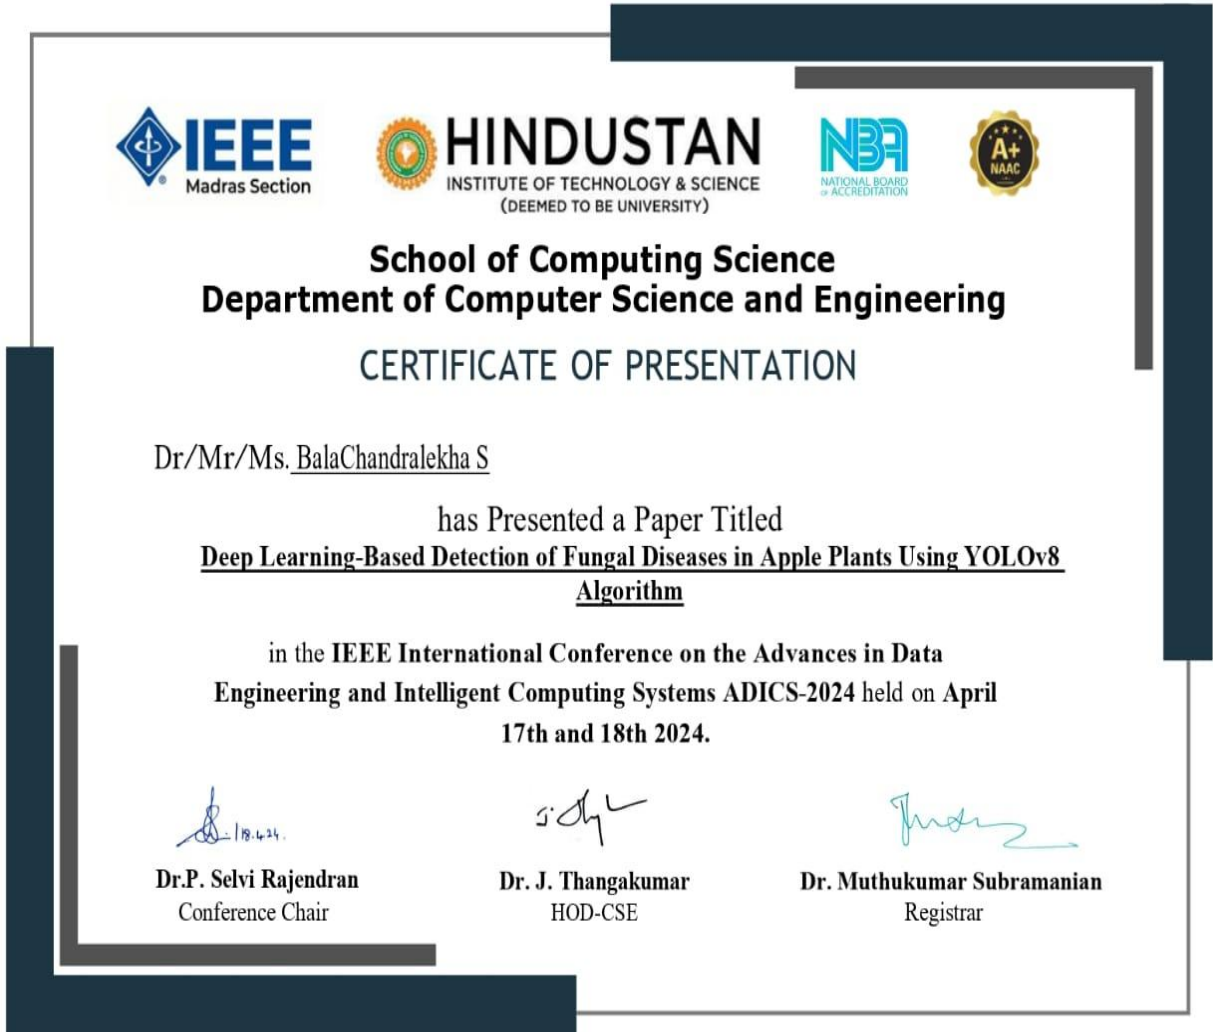 IEEE
Madras Section
HINDUSTAN
INSTITUTE OF TECHNOLOGY & SCIENCE
(DEEMED TO BE UNIVERSITY)
NBA
NATIONAL BOARD
OF ACCREDITATION
A+
NAAC
School of Computing Science
Department of Computer Science and Engineering
CERTIFICATE OF PRESENTATION
Dr/Mr/Ms. BalaChandralekha S
has Presented a Paper Titled
Deep Learning-Based Detection of Fungal Diseases in Apple Plants Using YOLOv8
Algorithm
in the IEEE International Conference on the Advances in Data
Engineering and Intelligent Computing Systems ADICS-2024 held on April
17th and 18th 2024.
18.4.24.
Dr.P. Selvi Rajendran
Conference Chair
Dr. J. Thangakumar
HOD-CSE
Dr. Muthukumar Subramanian
Registrar